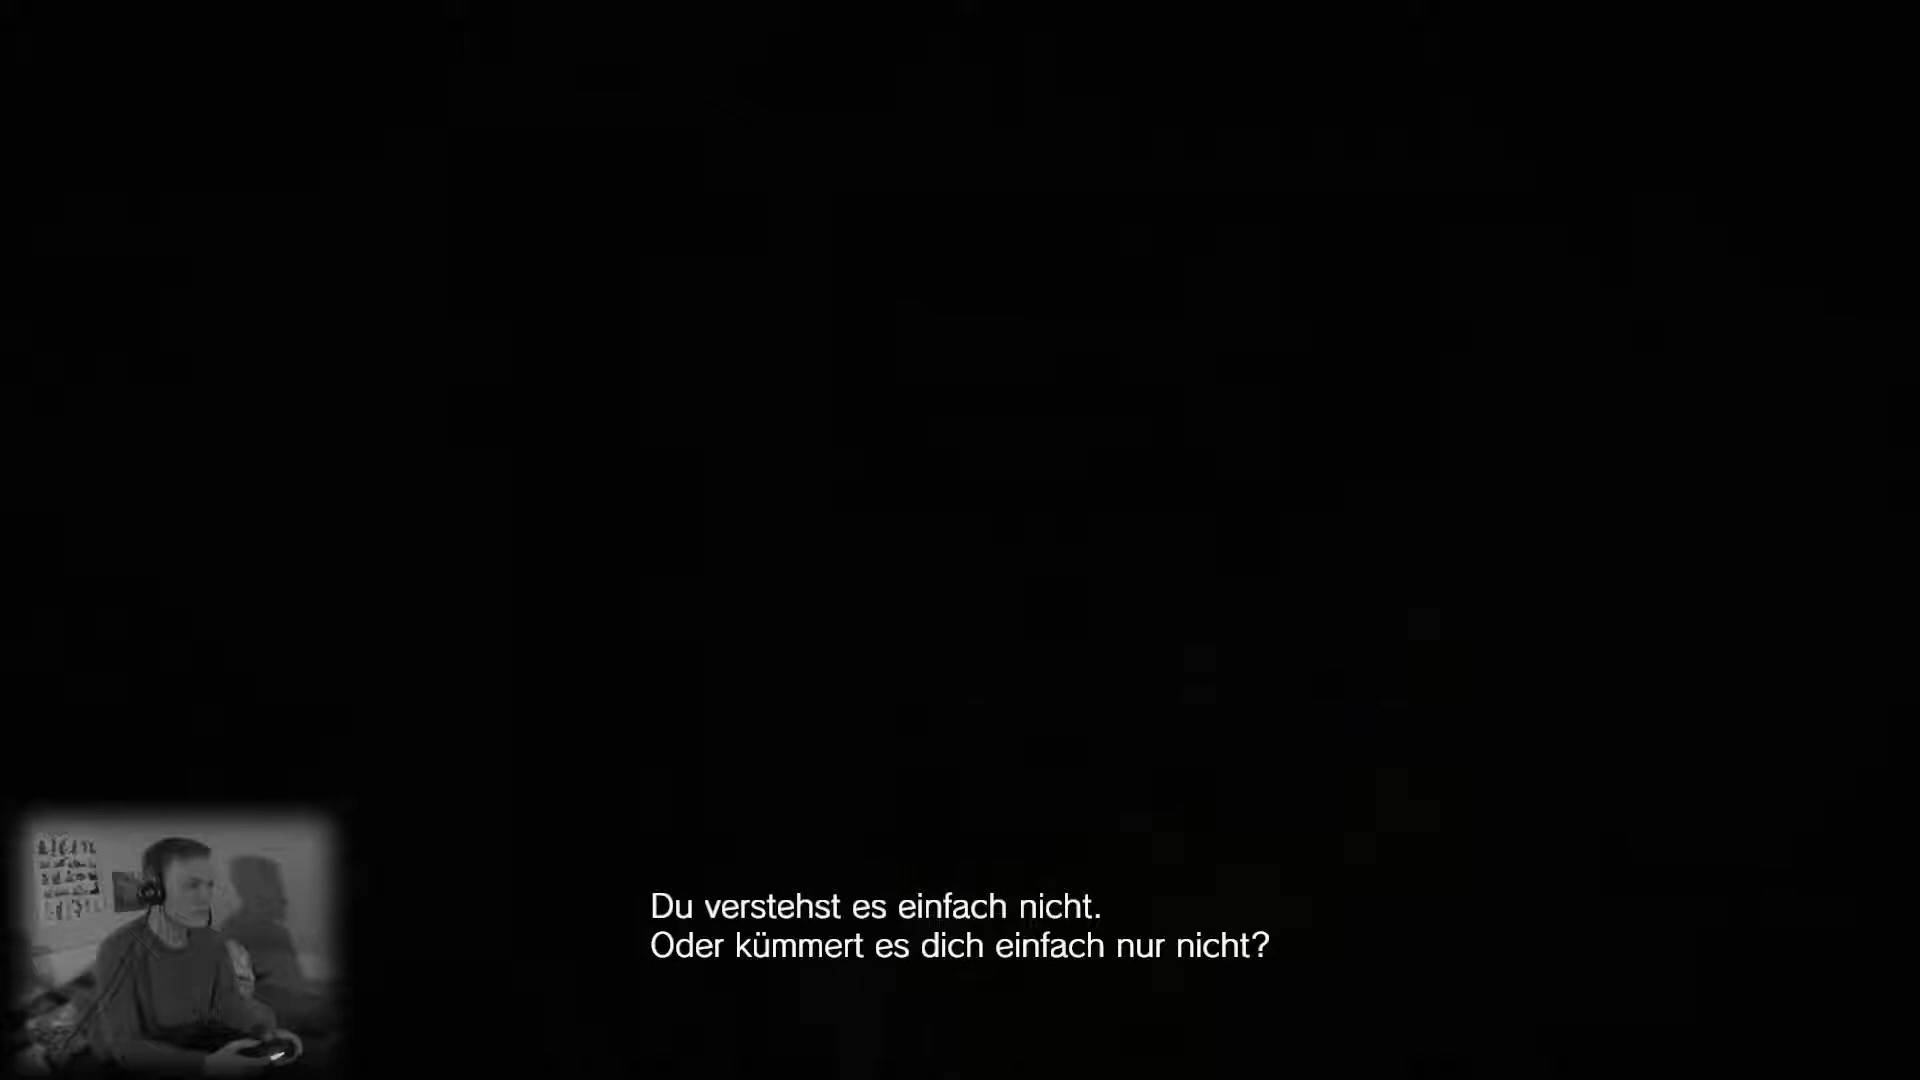 Du verstehst es einfach nicht.
Oder kümmert es dich einfach nur nicht?